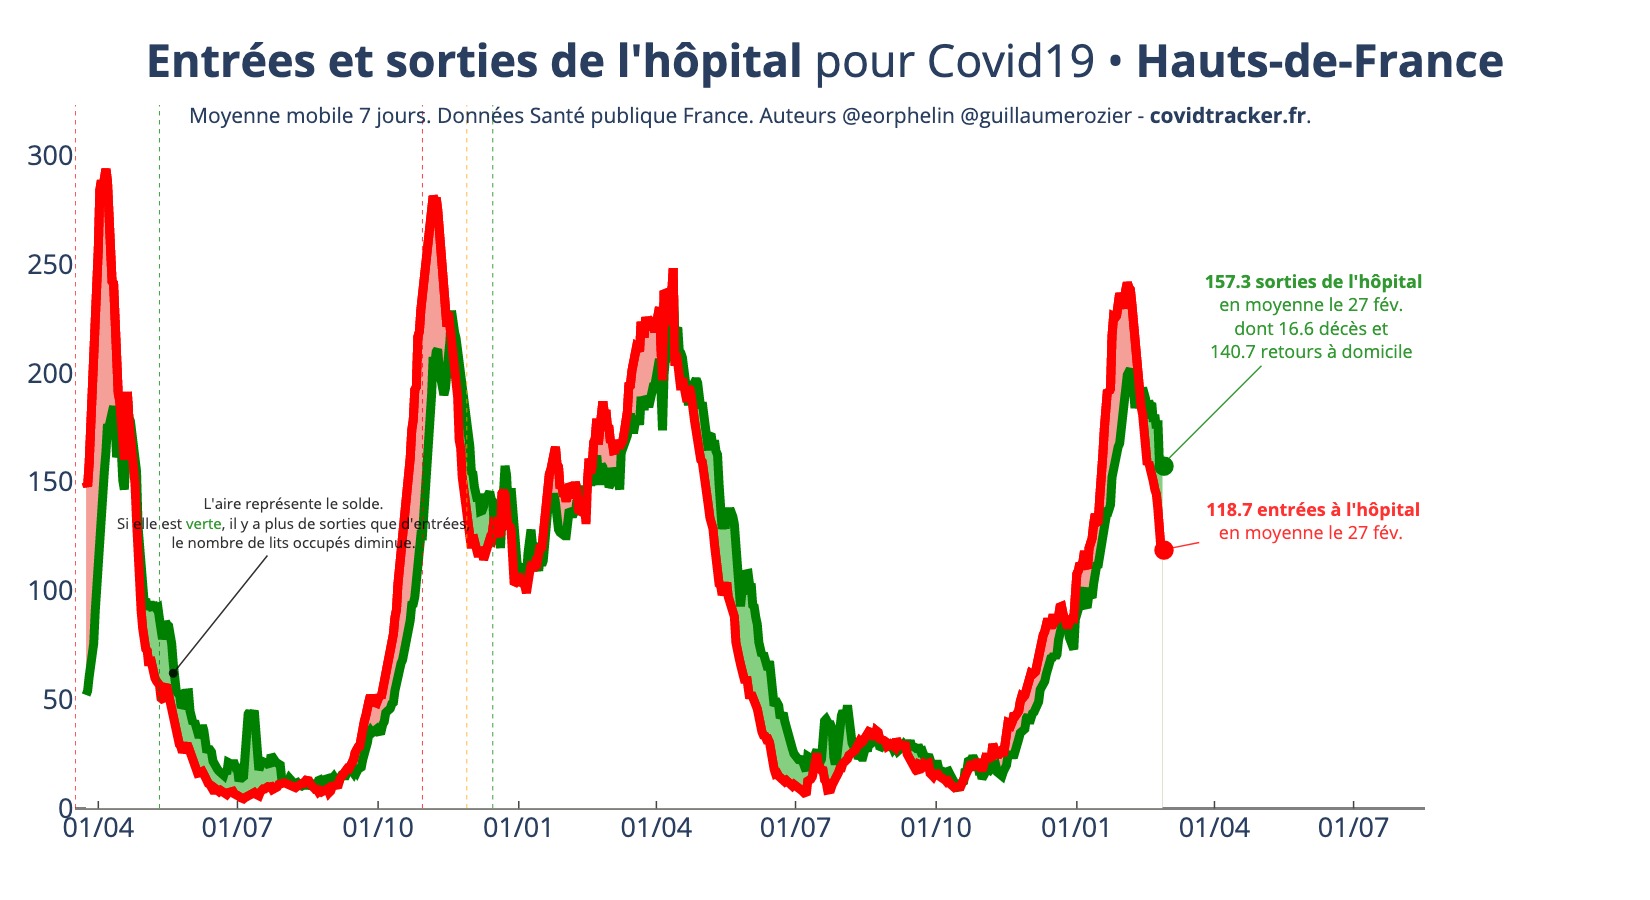 Entrées et sorties de l'hôpital pour Covid19 • Hauts-de-France
Moyenne mobile 7 jours. Données Santé publique France. Auteurs @eorphelin @guillaumerozier - covidtracker.fr.
300
250
200
150
100
50
0
157.3 sorties de l'hôpital
en moyenne le 27 fév.
dont 16.6 décès et
140.7 retours à domicile
L'aire représente le solde.
Si elle est verte, il y a plus de sorties que d'entrées,
le nombre de lits occupés diminue.
118.7 entrées à l'hôpital
en moyenne le 27 fév.
01/04 01/07 01/10 01/01 01/04 01/07 01/10 01/01 01/04 01/07